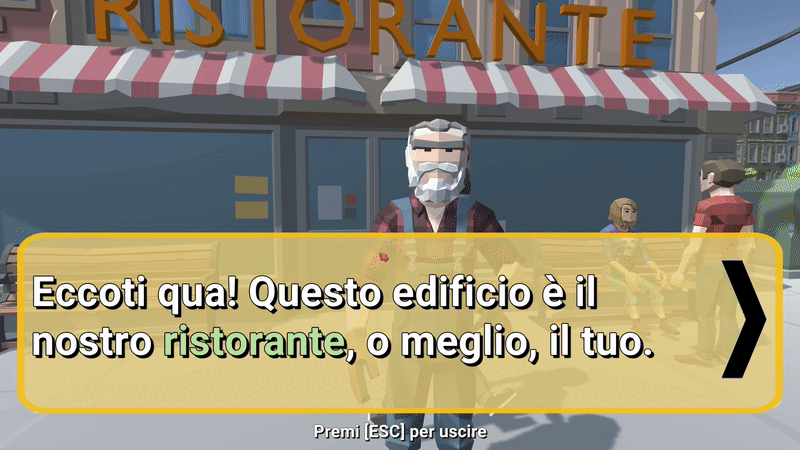 RISTORANTE
Eccoti qua! Questo edificio è il
nostro ristorante, o meglio, il tuo.
Premi [ESC] per uscire